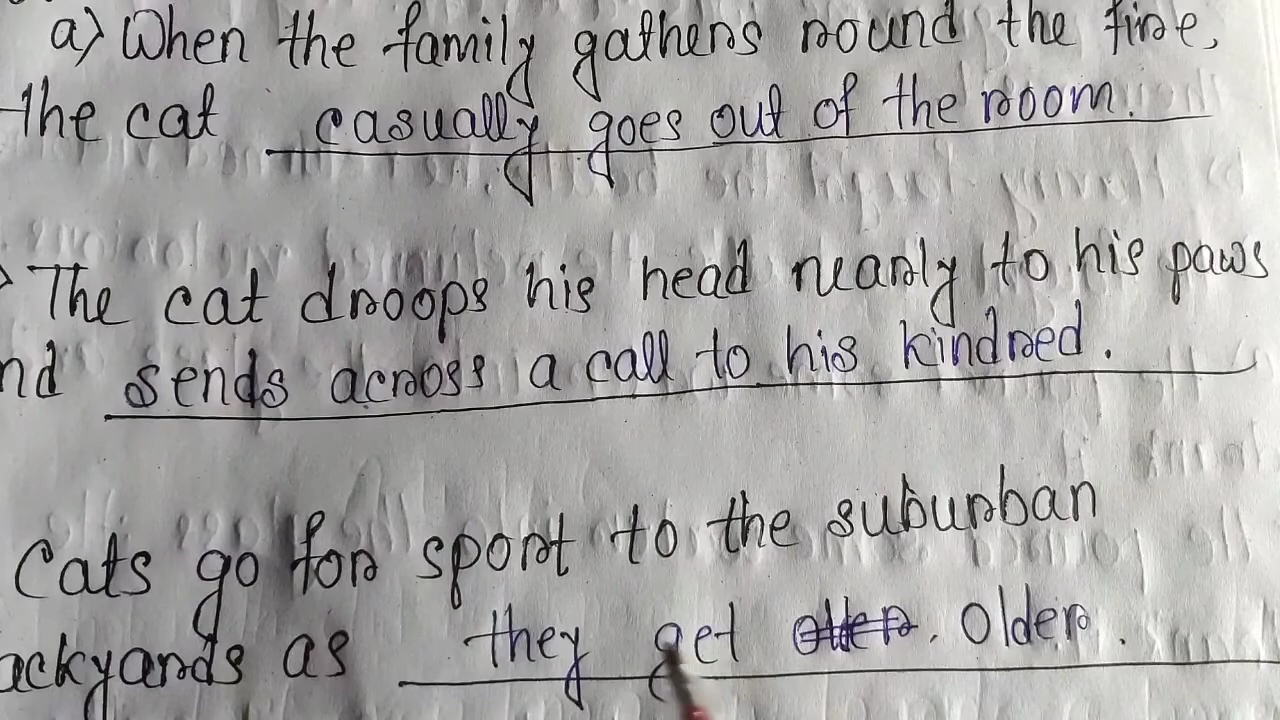 a) When the family gathers round the fire,
the cat casually goes out of the room.
The cat droops his head nearly to his paws
nd sends across a call to his kindred.
Cats go for sport to the suburban
ackyards as they get older.